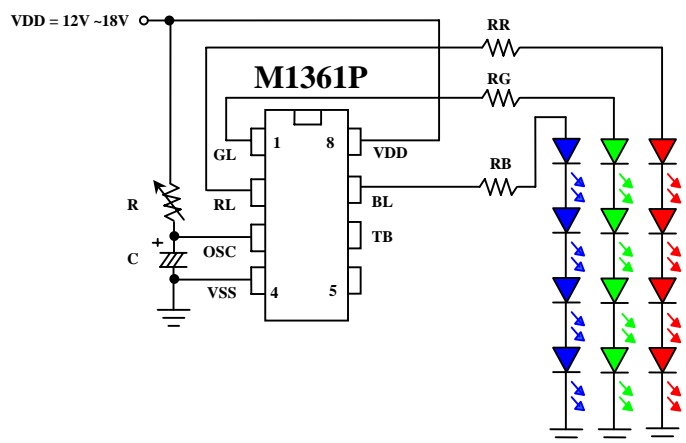 VDD = 12V ~18V
RR
M1361P
RG
GL 1 8 VDD
RB
R RL BL
C + OSC TB
VSS 4 5